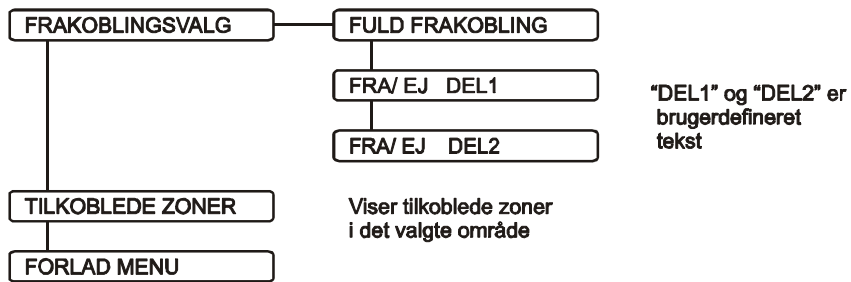 FRAKOBLINGSVALG
FULD FRAKOBLING
FRA/ EJ DEL1
FRA/ EJ DEL2
"DEL1" og "DEL2" er
brugerdefineret
tekst
TILKOBLEDE ZONER
Viser tilkoblede zoner
i det valgte område
FORLAD MENU